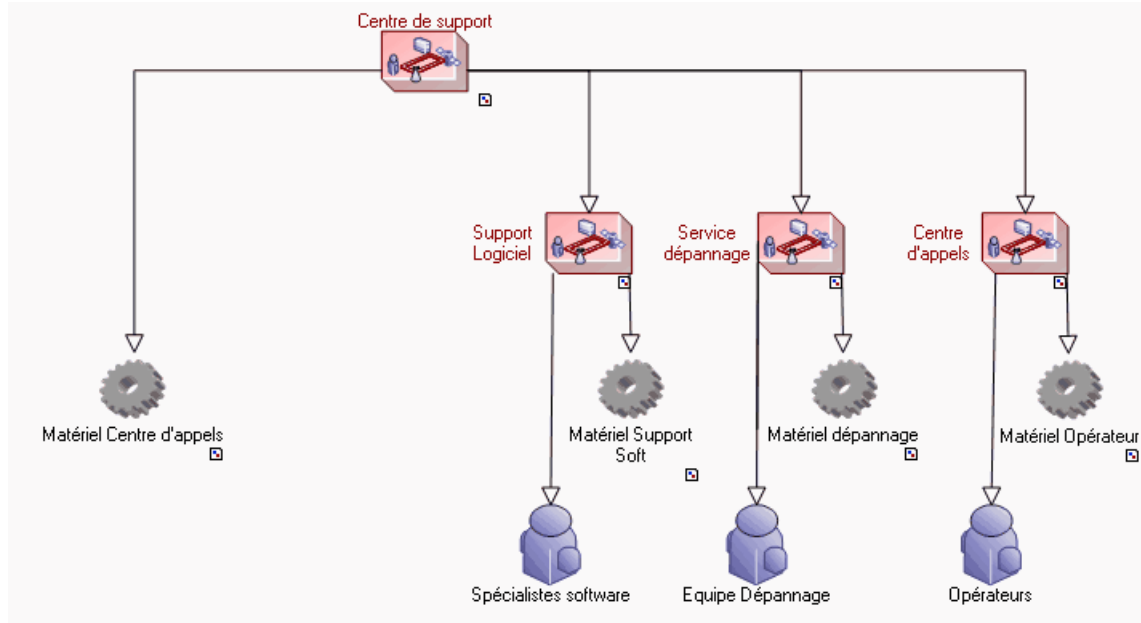 Centre de support
Support
Logiciel
Service
dépannage
Centre
d'appels
Matériel Centre d'appels
Matériel Support
Soft
Matériel dépannage
Matériel Opérateur
Spécialistes software
Equipe Dépannage
Opérateurs